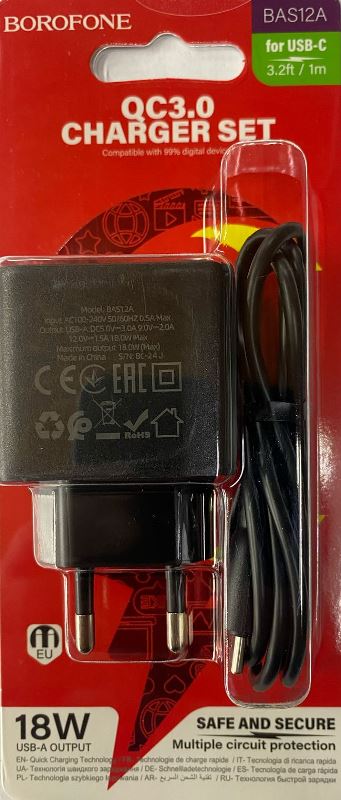 BOROFONE
BAS12A
for USB-C
3.2ft / 1m
QC3.0
CHARGER SET
Compatible with 99% digital devices
Model: BAS12A
Input: AC100-240V 50/60HZ 0.5A Max
Output: USB-A: DC5.0V⎓3.0A 9.0V⎓2.0A
12.0V⎓1.5A 18.0W (Max)
Maximum output: 18.0W (Max)
Made in China S/N: BC-24 J
CE EAC
RoHS
EU
18W
USB-A OUTPUT
SAFE AND SECURE
Multiple circuit protection
EN- Quick Charging Technology / FR- Technologie de charge rapide / IT- Tecnologia di ricarica rapida
UA- Технологія швидкого заряджання / DE- Schnelladetechnologie / ES- Tecnología de carga rápida
PL- Technologia szybkiego ładowania / AR- تقنية الشحن السريع / RU- Технология быстрой зарядки